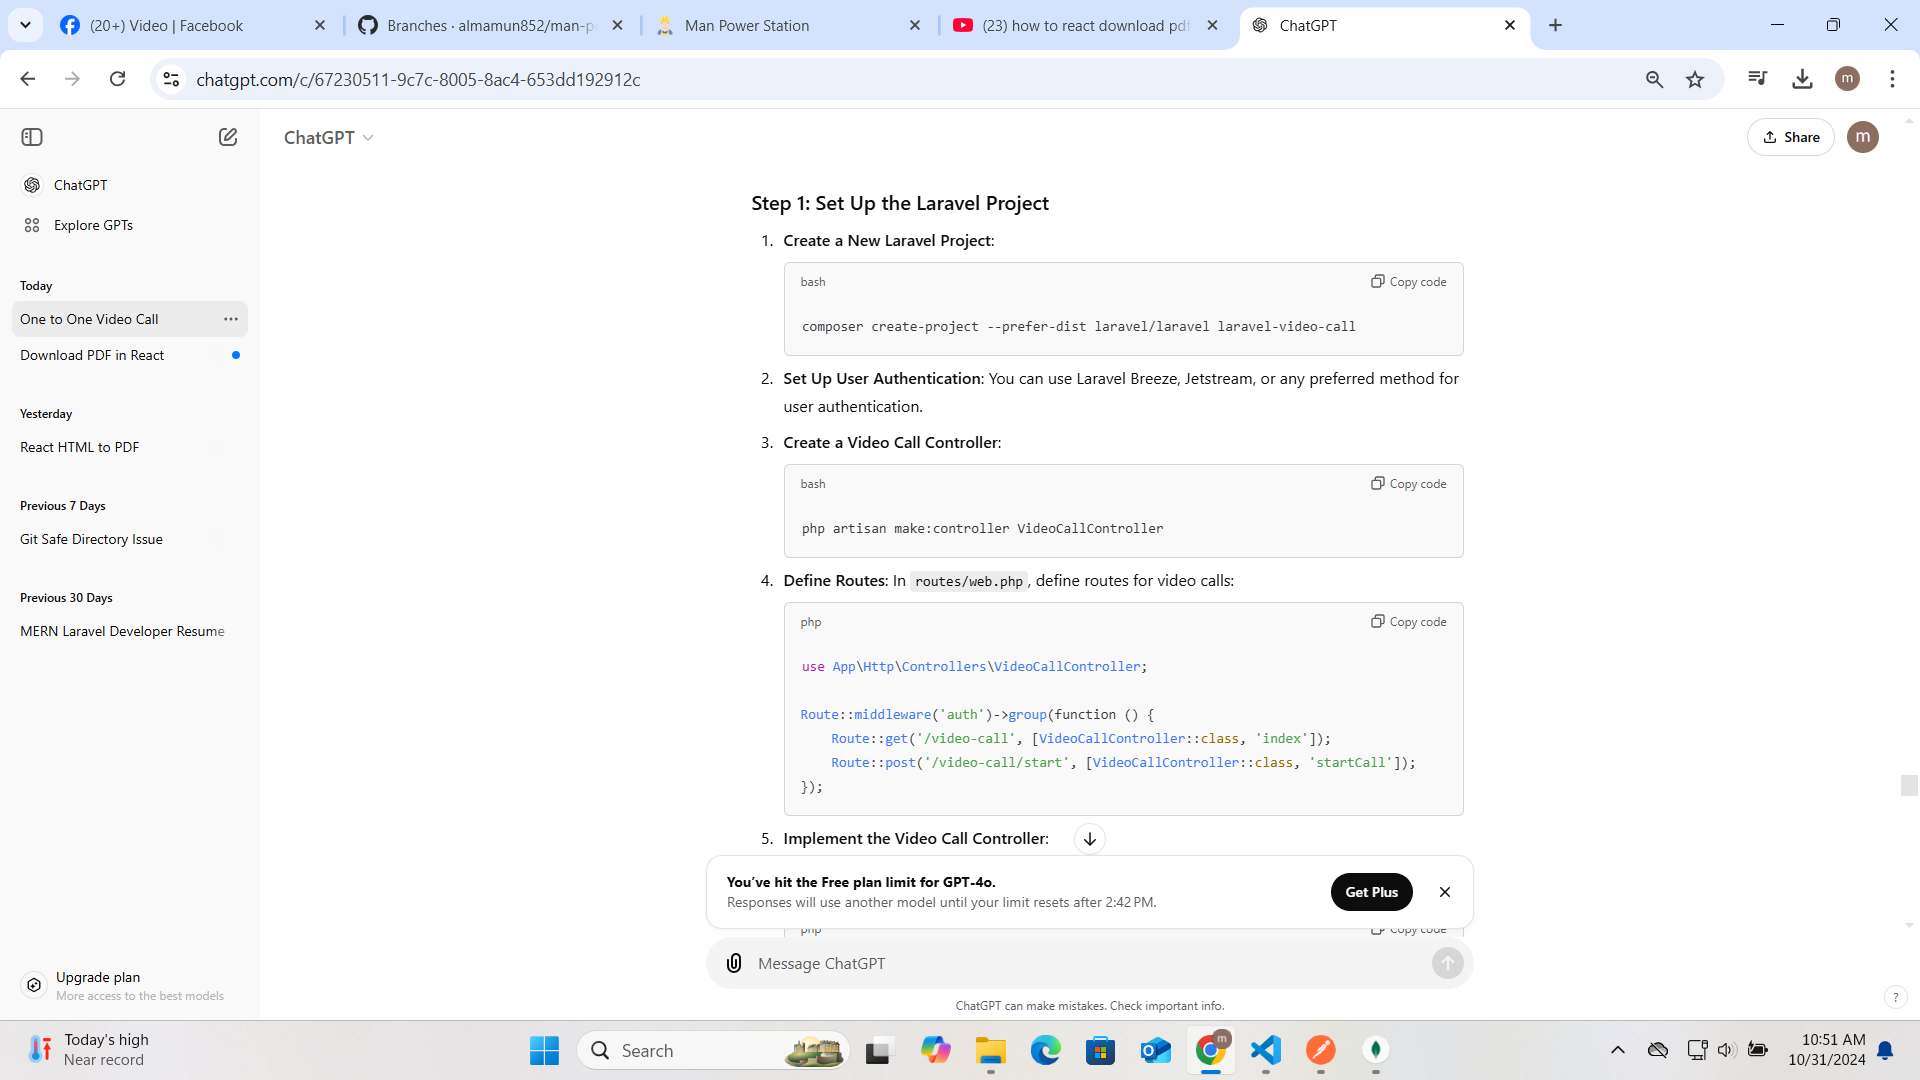 (20+) Video | Facebook
Branches · almamun852/man-p
Man Power Station
(23) how to react download pdf
ChatGPT
chatgpt.com/c/67230511-9c7c-8005-8ac4-653dd192912c
m
ChatGPT
Share
m
ChatGPT
Explore GPTs
Today
One to One Video Call
Download PDF in React
Yesterday
React HTML to PDF
Previous 7 Days
Git Safe Directory Issue
Previous 30 Days
MERN Laravel Developer Resume
Upgrade plan
More access to the best models
Step 1: Set Up the Laravel Project
1. Create a New Laravel Project:
bash
Copy code
composer create-project --prefer-dist laravel/laravel laravel-video-call
2. Set Up User Authentication: You can use Laravel Breeze, Jetstream, or any preferred method for
user authentication.
3. Create a Video Call Controller:
bash
Copy code
php artisan make:controller VideoCallController
4. Define Routes: In routes/web.php, define routes for video calls:
php
Copy code
use App\Http\Controllers\VideoCallController;
Route::middleware('auth')->group(function () {
    Route::get('/video-call', [VideoCallController::class, 'index']);
    Route::post('/video-call/start', [VideoCallController::class, 'startCall']);
});
5. Implement the Video Call Controller:
You've hit the Free plan limit for GPT-4o.
Responses will use another model until your limit resets after 2:42 PM.
Get Plus
php
Copy code
Message ChatGPT
ChatGPT can make mistakes. Check important info.
?
Today's high
Near record
Search
m
10:51 AM
10/31/2024